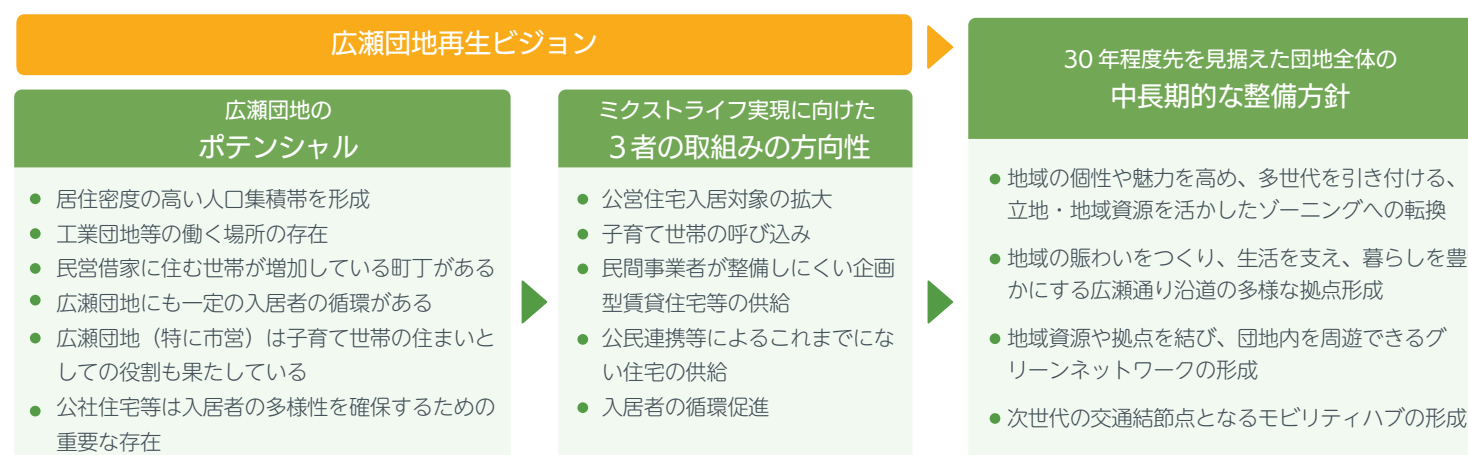 広瀬団地再生ビジョン
広瀬団地の
ポテンシャル
● 居住密度の高い人口集積帯を形成
● 工業団地等の働く場所の存在
● 民営借家に住む世帯が増加している町丁がある
● 広瀬団地にも一定の入居者の循環がある
● 広瀬団地（特に市営）は子育て世帯の住まいと
しての役割も果たしている
● 公社住宅等は入居者の多様性を確保するための
重要な存在
ミクストライフ実現に向けた
３者の取組みの方向性
● 公営住宅入居対象の拡大
● 子育て世帯の呼び込み
● 民間事業者が整備しにくい企画
型賃貸住宅等の供給
● 公民連携等によるこれまでにな
い住宅の供給
● 入居者の循環促進
30 年程度先を見据えた団地全体の
中長期的な整備方針
● 地域の個性や魅力を高め、多世代を引き付ける、
立地・地域資源を活かしたゾーニングへの転換
● 地域の賑わいをつくり、生活を支え、暮らしを豊
かにする広瀬通り沿道の多様な拠点形成
● 地域資源や拠点を結び、団地内を周遊できるグ
リーンネットワークの形成
● 次世代の交通結節点となるモビリティハブの形成